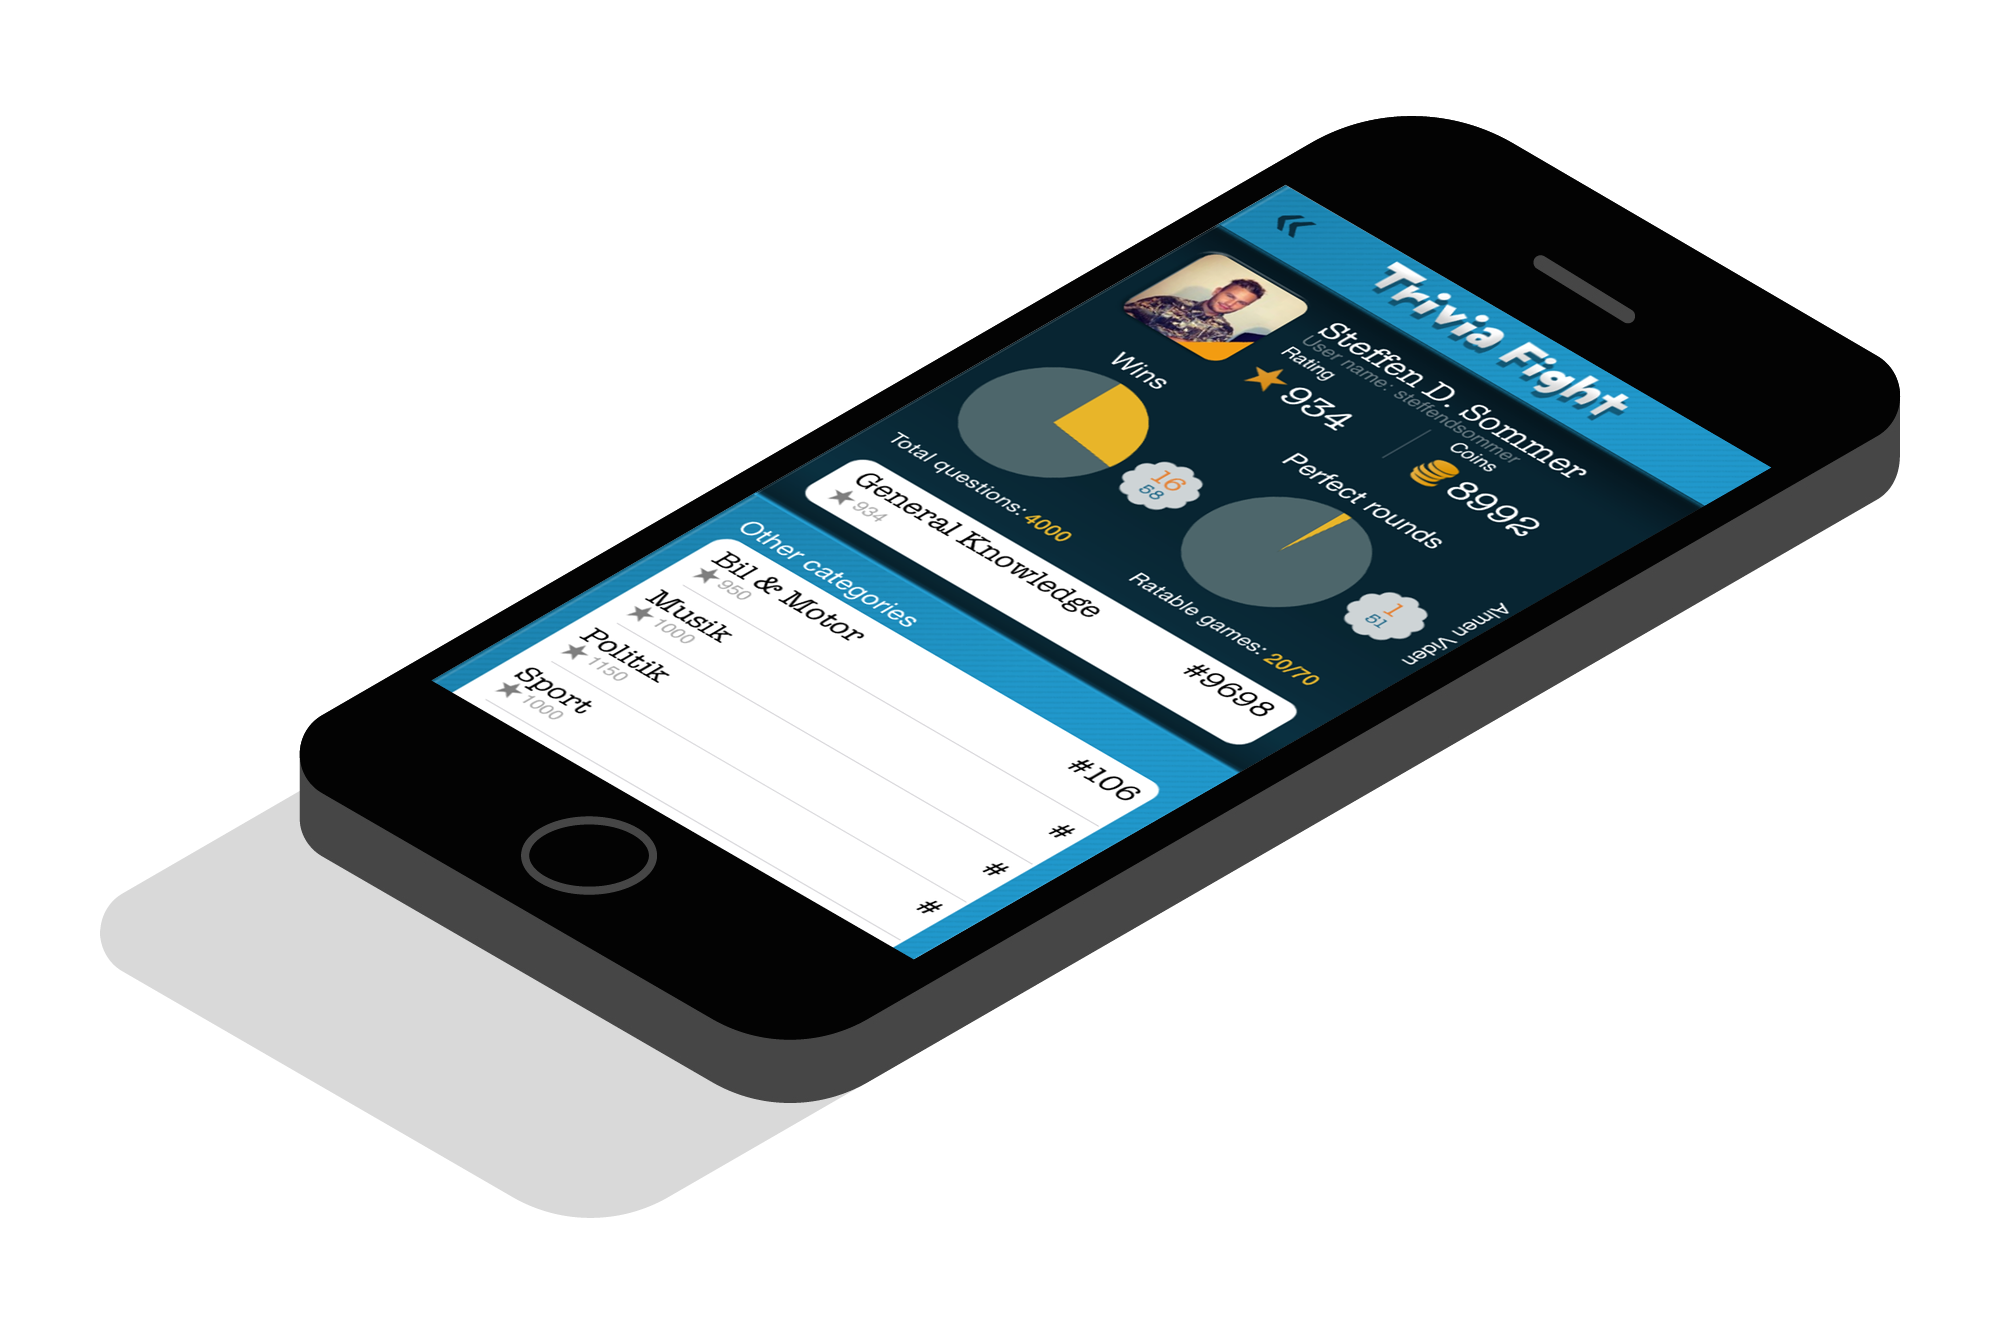 «
Trivia Fight
Steffen D. Sommer
User name: steffendsommer
Rating
934
Coins
8992
Wins
16
58
Perfect rounds
1
51
Almen Viden
Total questions: 4000
Ratable games: 20/70
General Knowledge
934
#9698
Other categories
Bil & Motor
950
#106
Musik
1000
#
Politik
1150
#
Sport
1000
#